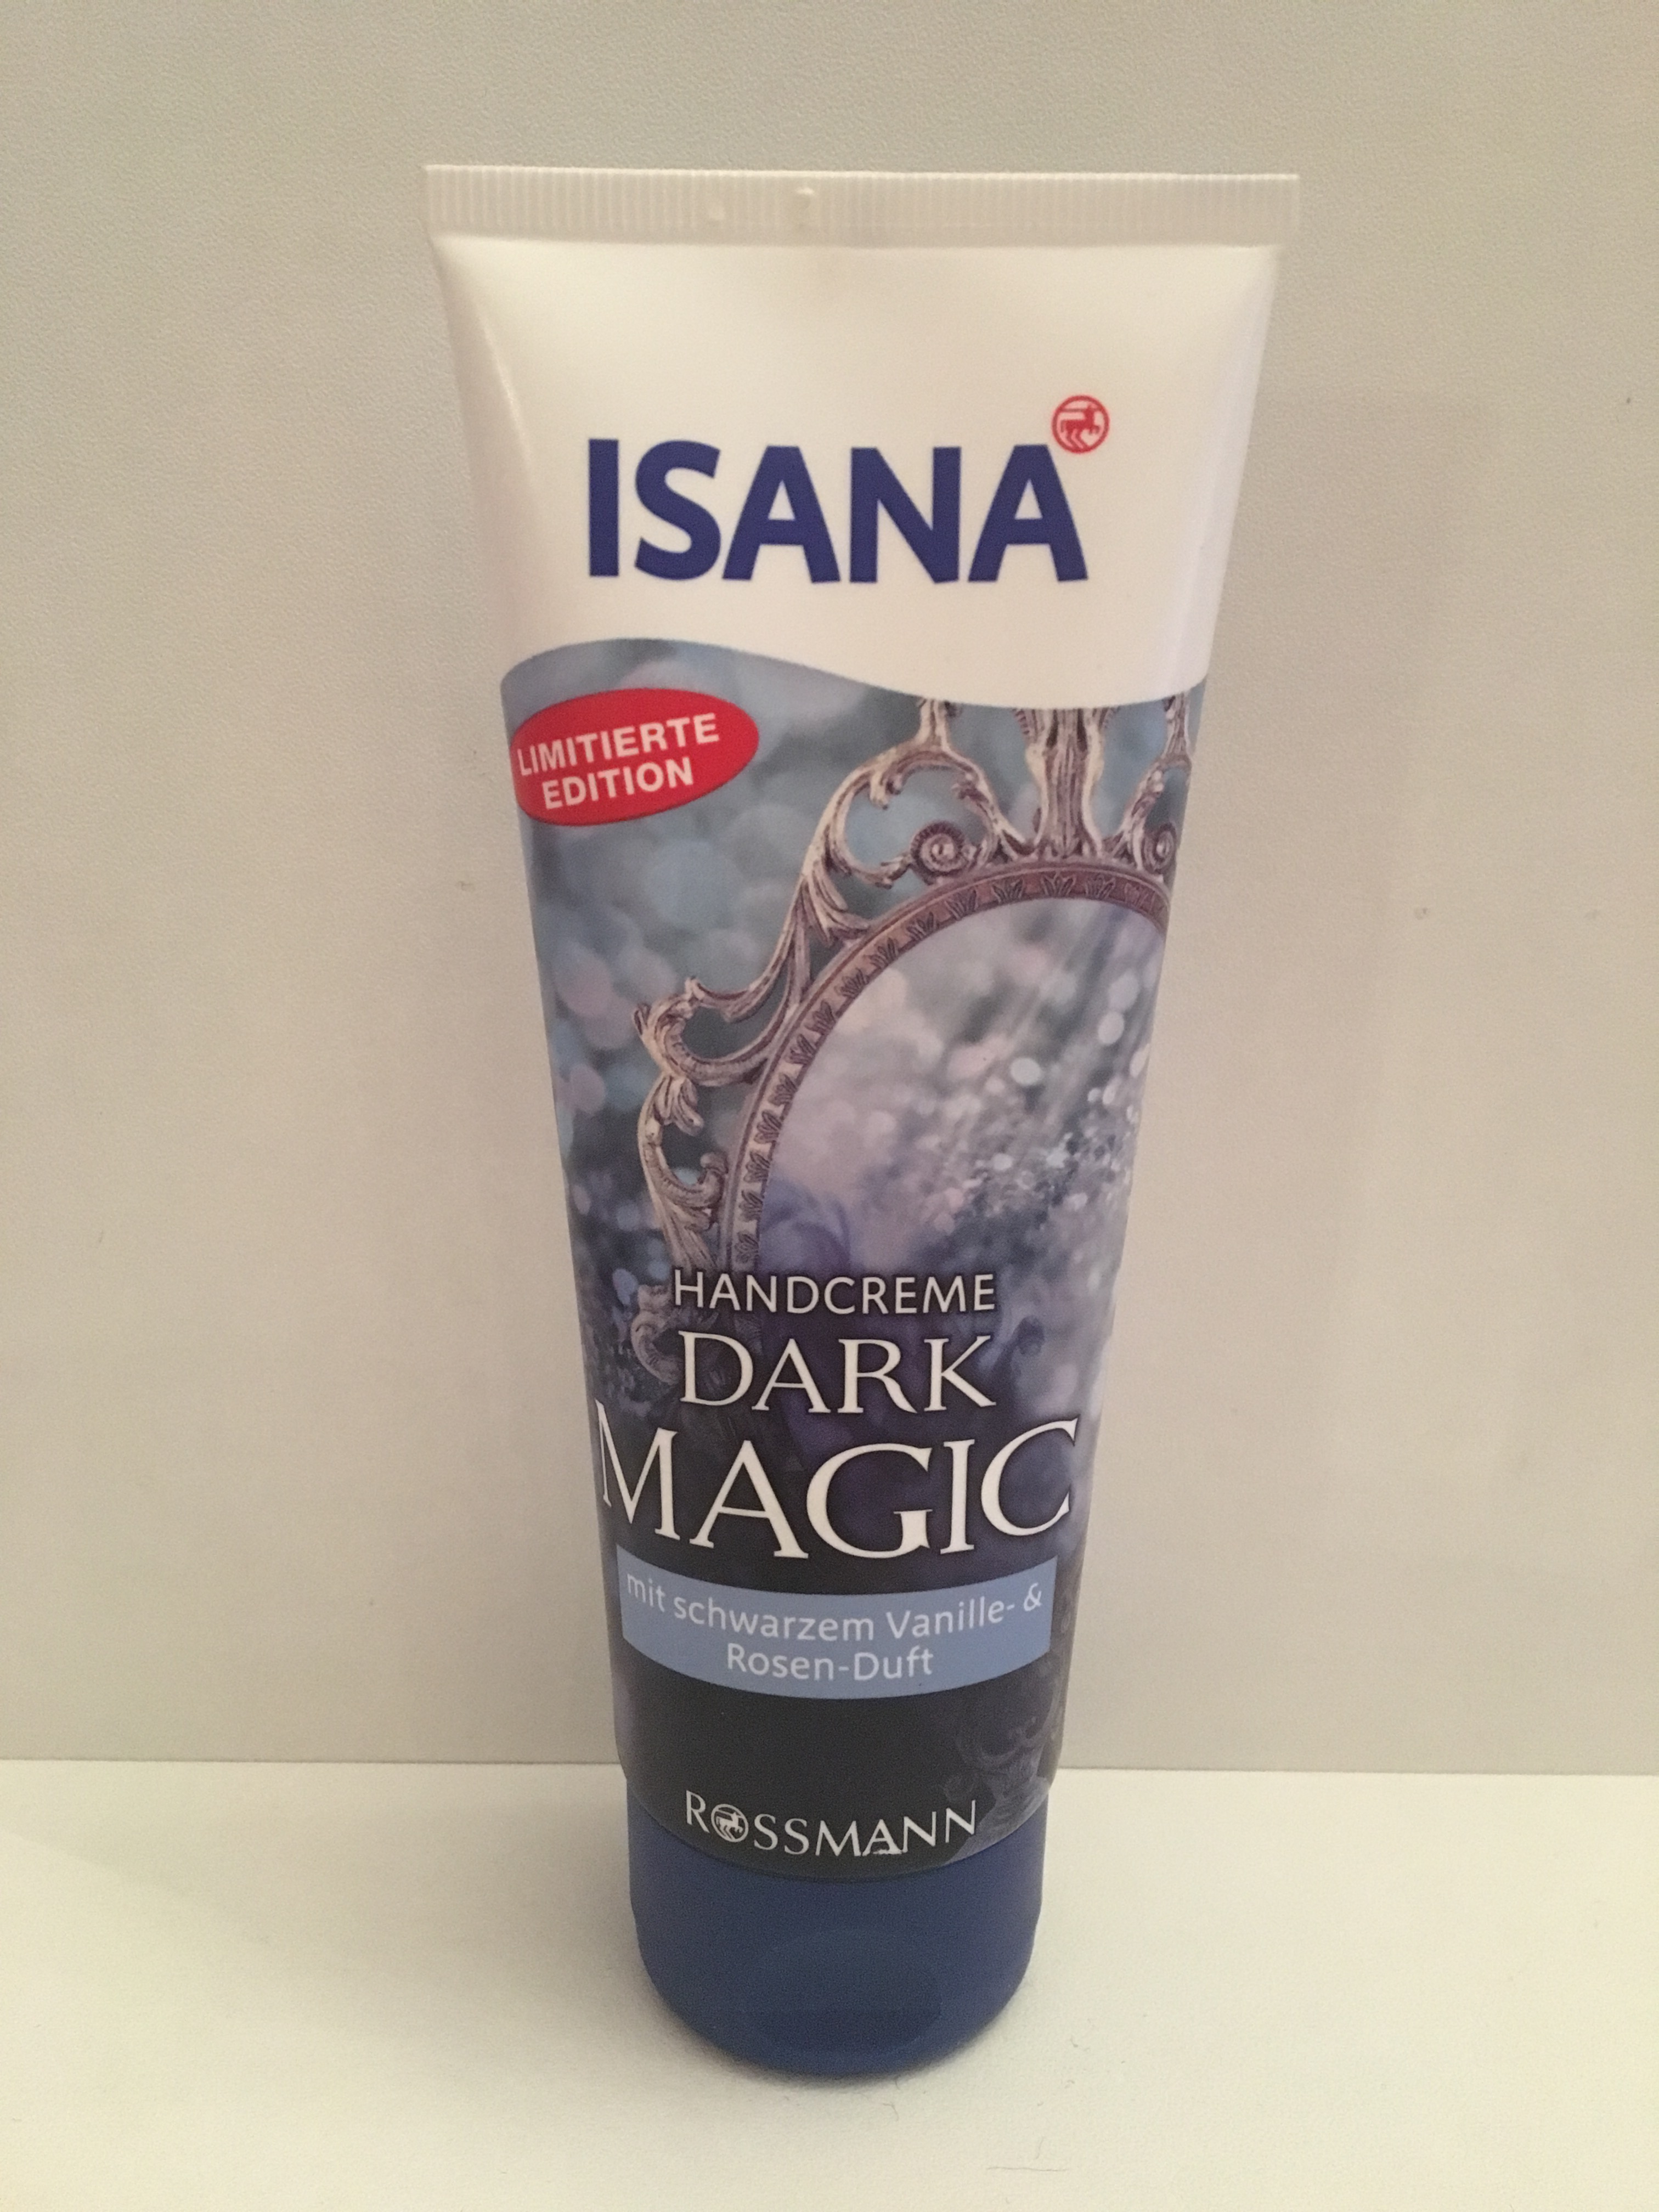 ISANA
LIMITIERTE
EDITION
HANDCREME
DARK
MAGIC
mit schwarzem Vanille- &
Rosen-Duft
ROSSMANN